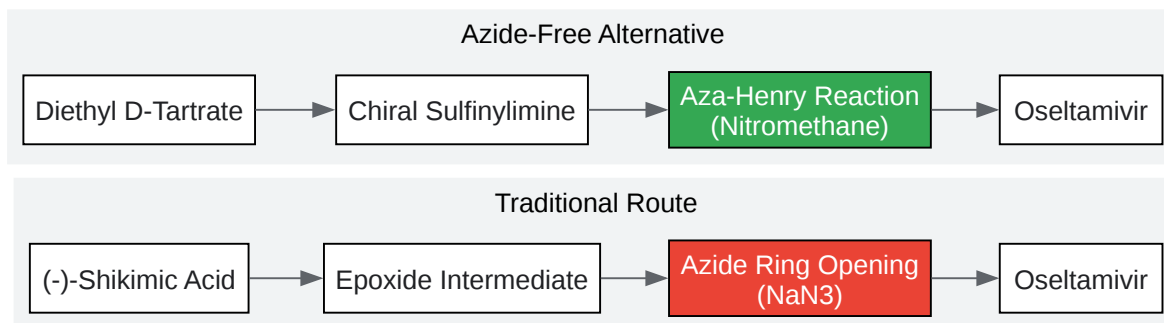 Azide-Free Alternative
Diethyl D-Tartrate
Chiral Sulfinylimine
Aza-Henry Reaction
(Nitromethane)
Oseltamivir
Traditional Route
(-)-Shikimic Acid
Epoxide Intermediate
Azide Ring Opening
(NaN3)
Oseltamivir